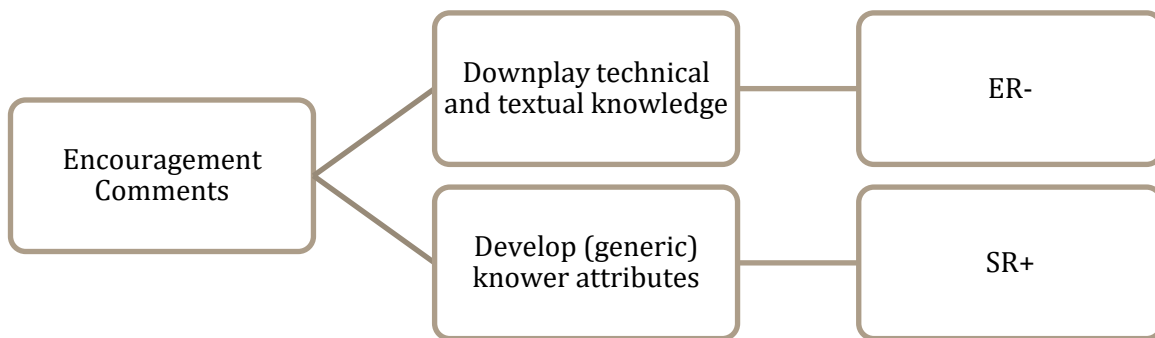 Encouragement
Comments
Downplay technical
and textual knowledge
ER-
Develop (generic)
knower attributes
SR+